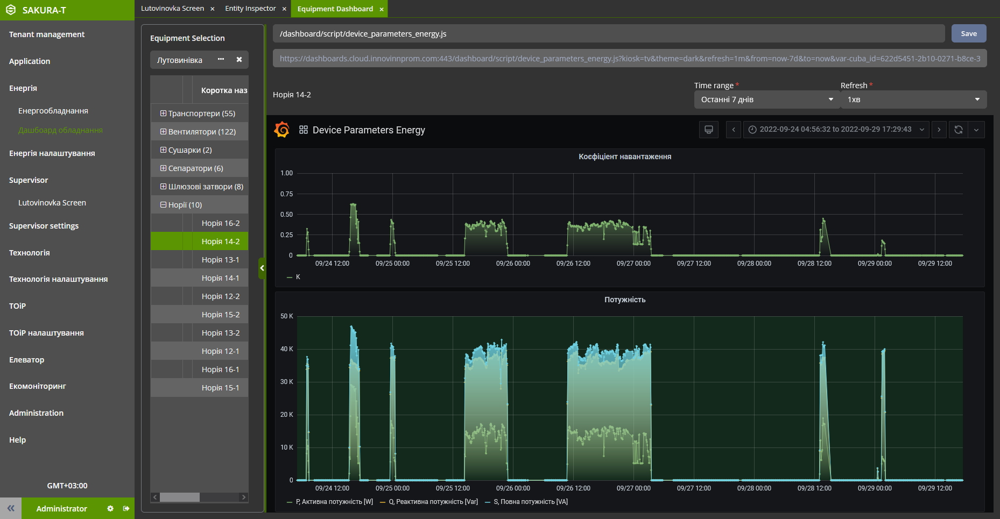 SAKURA-T
Tenant management
Application
Енергія
Енергообладнання
Дашбоард обладнання
Енергія налаштування
Supervisor
Lutovinovka Screen
Supervisor settings
Технологія
Технологія налаштування
ТОіР
ТОіР налаштування
Елеватор
Екомоніторинг
Administration
Help
GMT+03:00
Administrator
Lutovinovka Screen
Entity Inspector
Equipment Dashboard
Equipment Selection
Лутовинівка
Коротка наз
Транспортери (55)
Вентилятори (122)
Сушарки (2)
Сепаратори (6)
Шлюзові затвори (8)
Норії (10)
Норія 16-2
Норія 14-2
Норія 13-1
Норія 14-1
Норія 12-2
Норія 15-2
Норія 13-2
Норія 12-1
Норія 16-1
Норія 15-1
/dashboard/script/device_parameters_energy.js
Save
https://dashboards.cloud.innovinnprom.com:443/dashboard/script/device_parameters_energy.js?kiosk=tv&theme=dark&refresh=1m&from=now-7d&to=now&var-cuba_id=622d5451-2b10-0271-b8ce-3
Норія 14-2
Time range *
Останні 7 днів
Refresh *
1хв
Device Parameters Energy
2022-09-24 04:56:32 to 2022-09-29 17:29:43
Коєфіціент навантаження
1.00
0.75
0.50
0.25
0
09/24 12:00 09/25 00:00 09/25 12:00 09/26 00:00 09/26 12:00 09/27 00:00 09/27 12:00 09/28 00:00 09/28 12:00 09/29 00:00 09/29 12:00
K
Потужність
50 K
40 K
30 K
20 K
10 K
0
09/24 12:00 09/25 00:00 09/25 12:00 09/26 00:00 09/26 12:00 09/27 00:00 09/27 12:00 09/28 00:00 09/28 12:00 09/29 00:00 09/29 12:00
P, Активна потужність [W] Q, Реактивна потужність [Var] S, Повна потужність [VA]